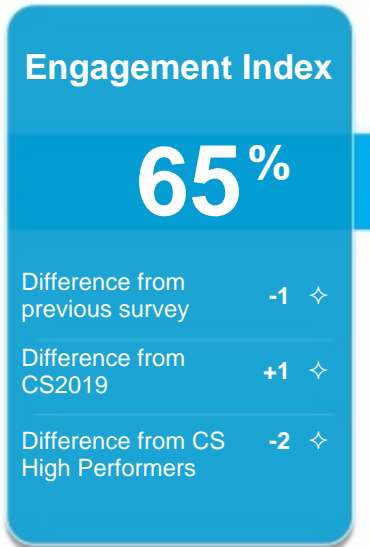 Engagement Index
65%
Difference from
previous survey -1 ✧
Difference from
CS2019 +1 ✧
Difference from CS -2 ✧
High Performers